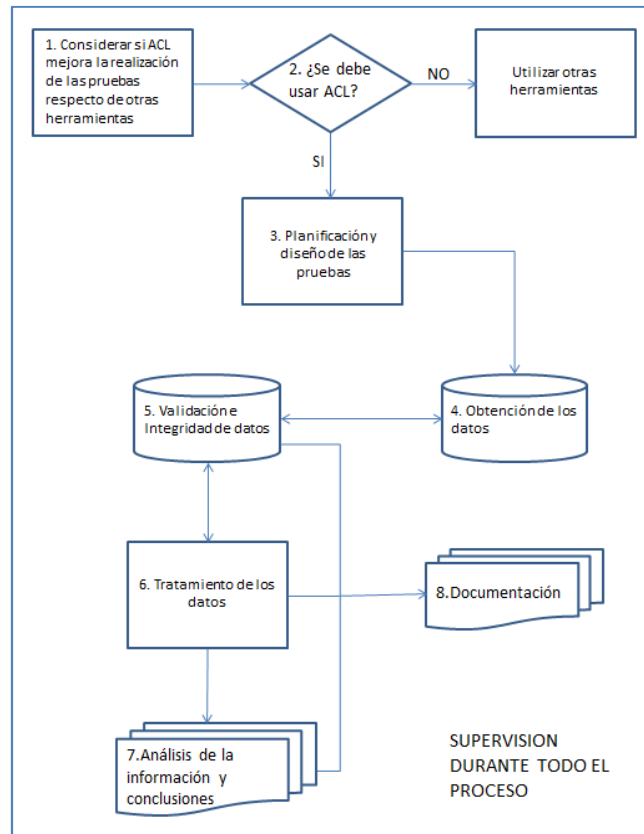 1. Considerar si ACL
mejora la realización
de las pruebas
respecto de otras
herramientas
2. ¿Se debe
usar ACL?
NO
Utilizar otras
herramientas
SI
3. Planificación y
diseño de las
pruebas
5. Validación e
Integridad de datos
4. Obtención de los
datos
6. Tratamiento de los
datos
8.Documentación
7.Análisis de la
información y
conclusiones
SUPERVISION
DURANTE TODO EL
PROCESO